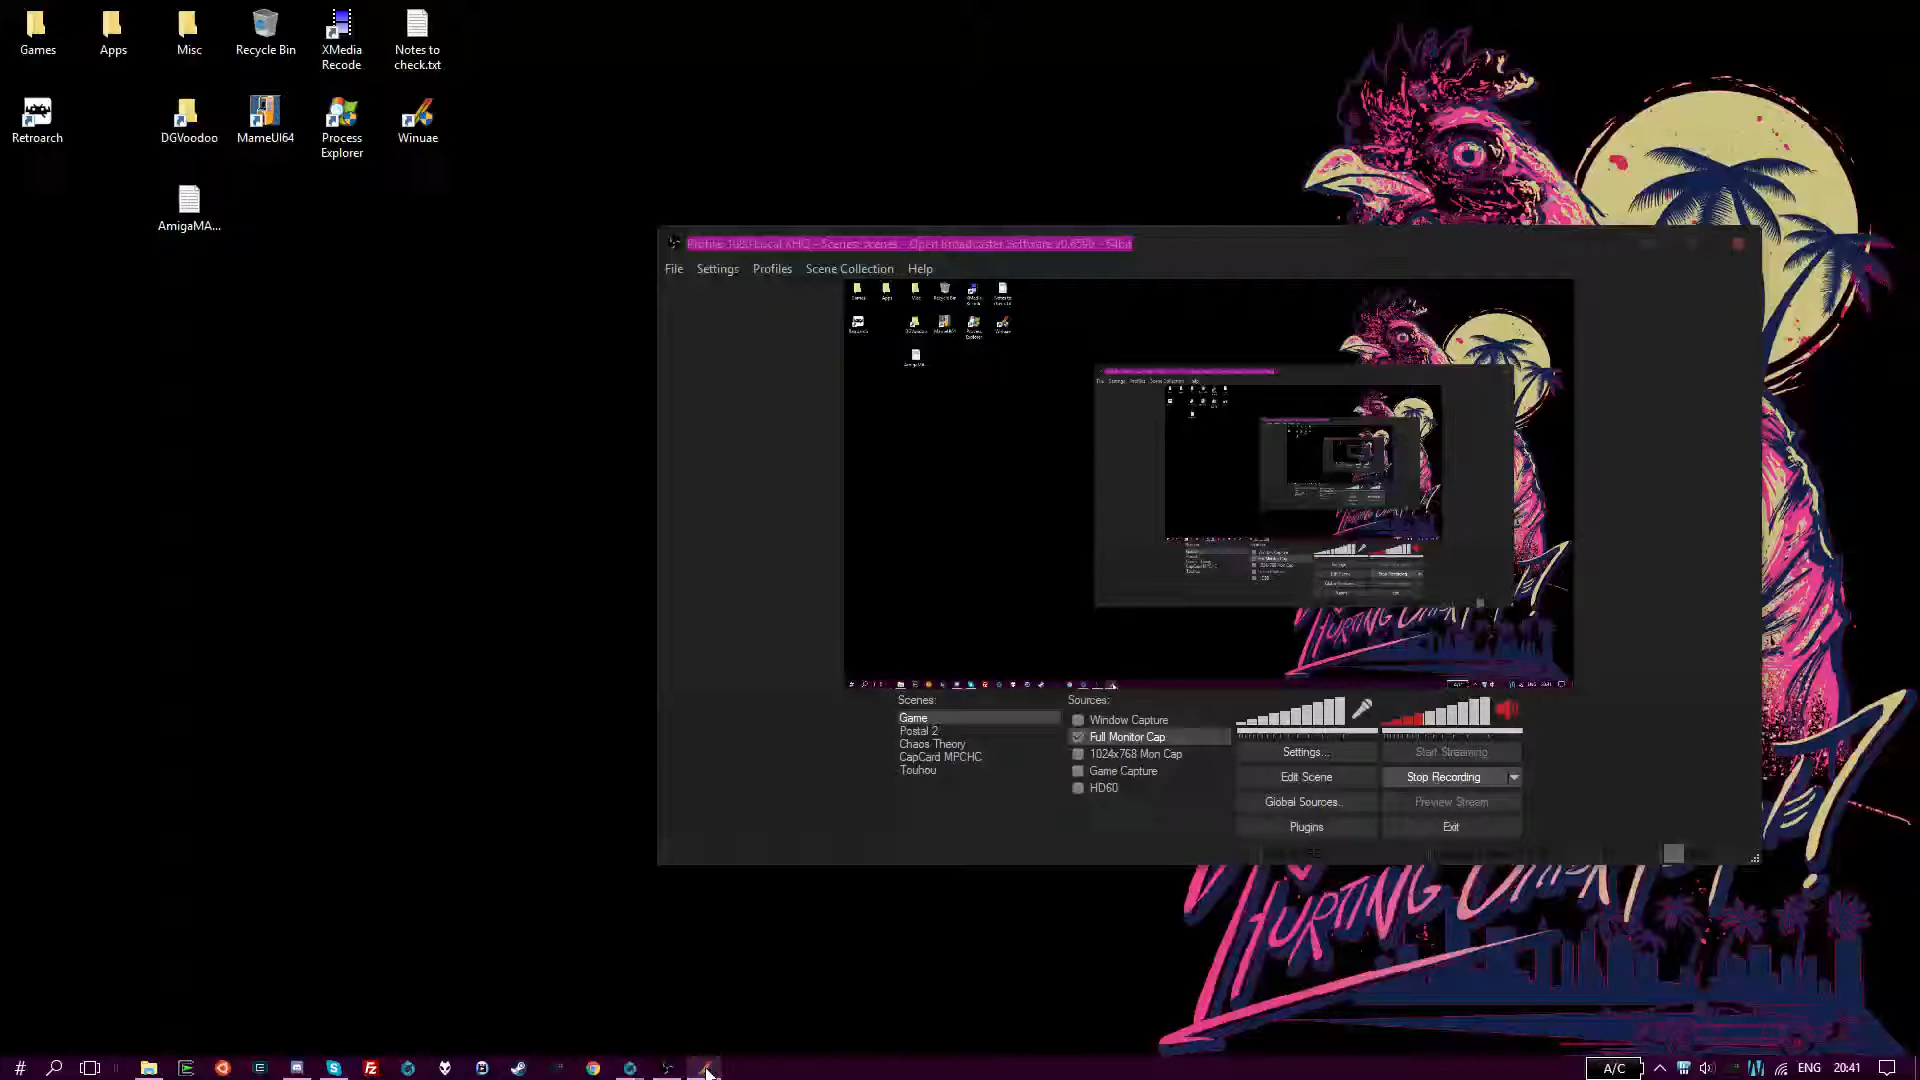 Games
Apps
Misc
Recycle Bin
XMedia
Recode
Notes to
check.txt
Retroarch
DGVoodoo
MameUI64
Process
Explorer
Winuae
AmigaMA...
File
Settings
Profiles
Scene Collection
Help
Scenes:
Game
Postal 2
Chaos Theory
CapCard MPCHC
Touhou
Sources:
Window Capture
Full Monitor Cap
1024x768 Mon Cap
Game Capture
HD60
Settings...
Start Streaming
Edit Scene
Stop Recording
Global Sources...
Preview Stream
Plugins
Exit
HURTING
A/C
ENG
20:41